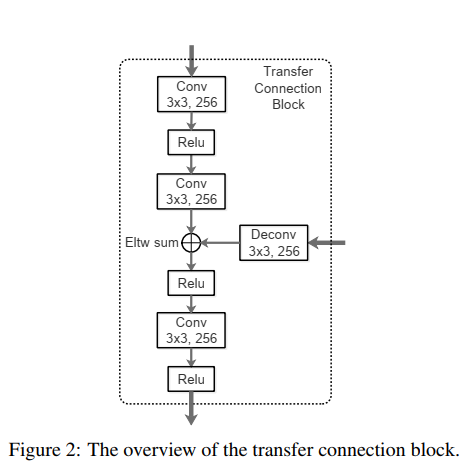 Transfer
Connection
Block
Conv
3x3, 256
Relu
Conv
3x3, 256
Eltw sum
Deconv
3x3, 256
Relu
Conv
3x3, 256
Relu
Figure 2: The overview of the transfer connection block.